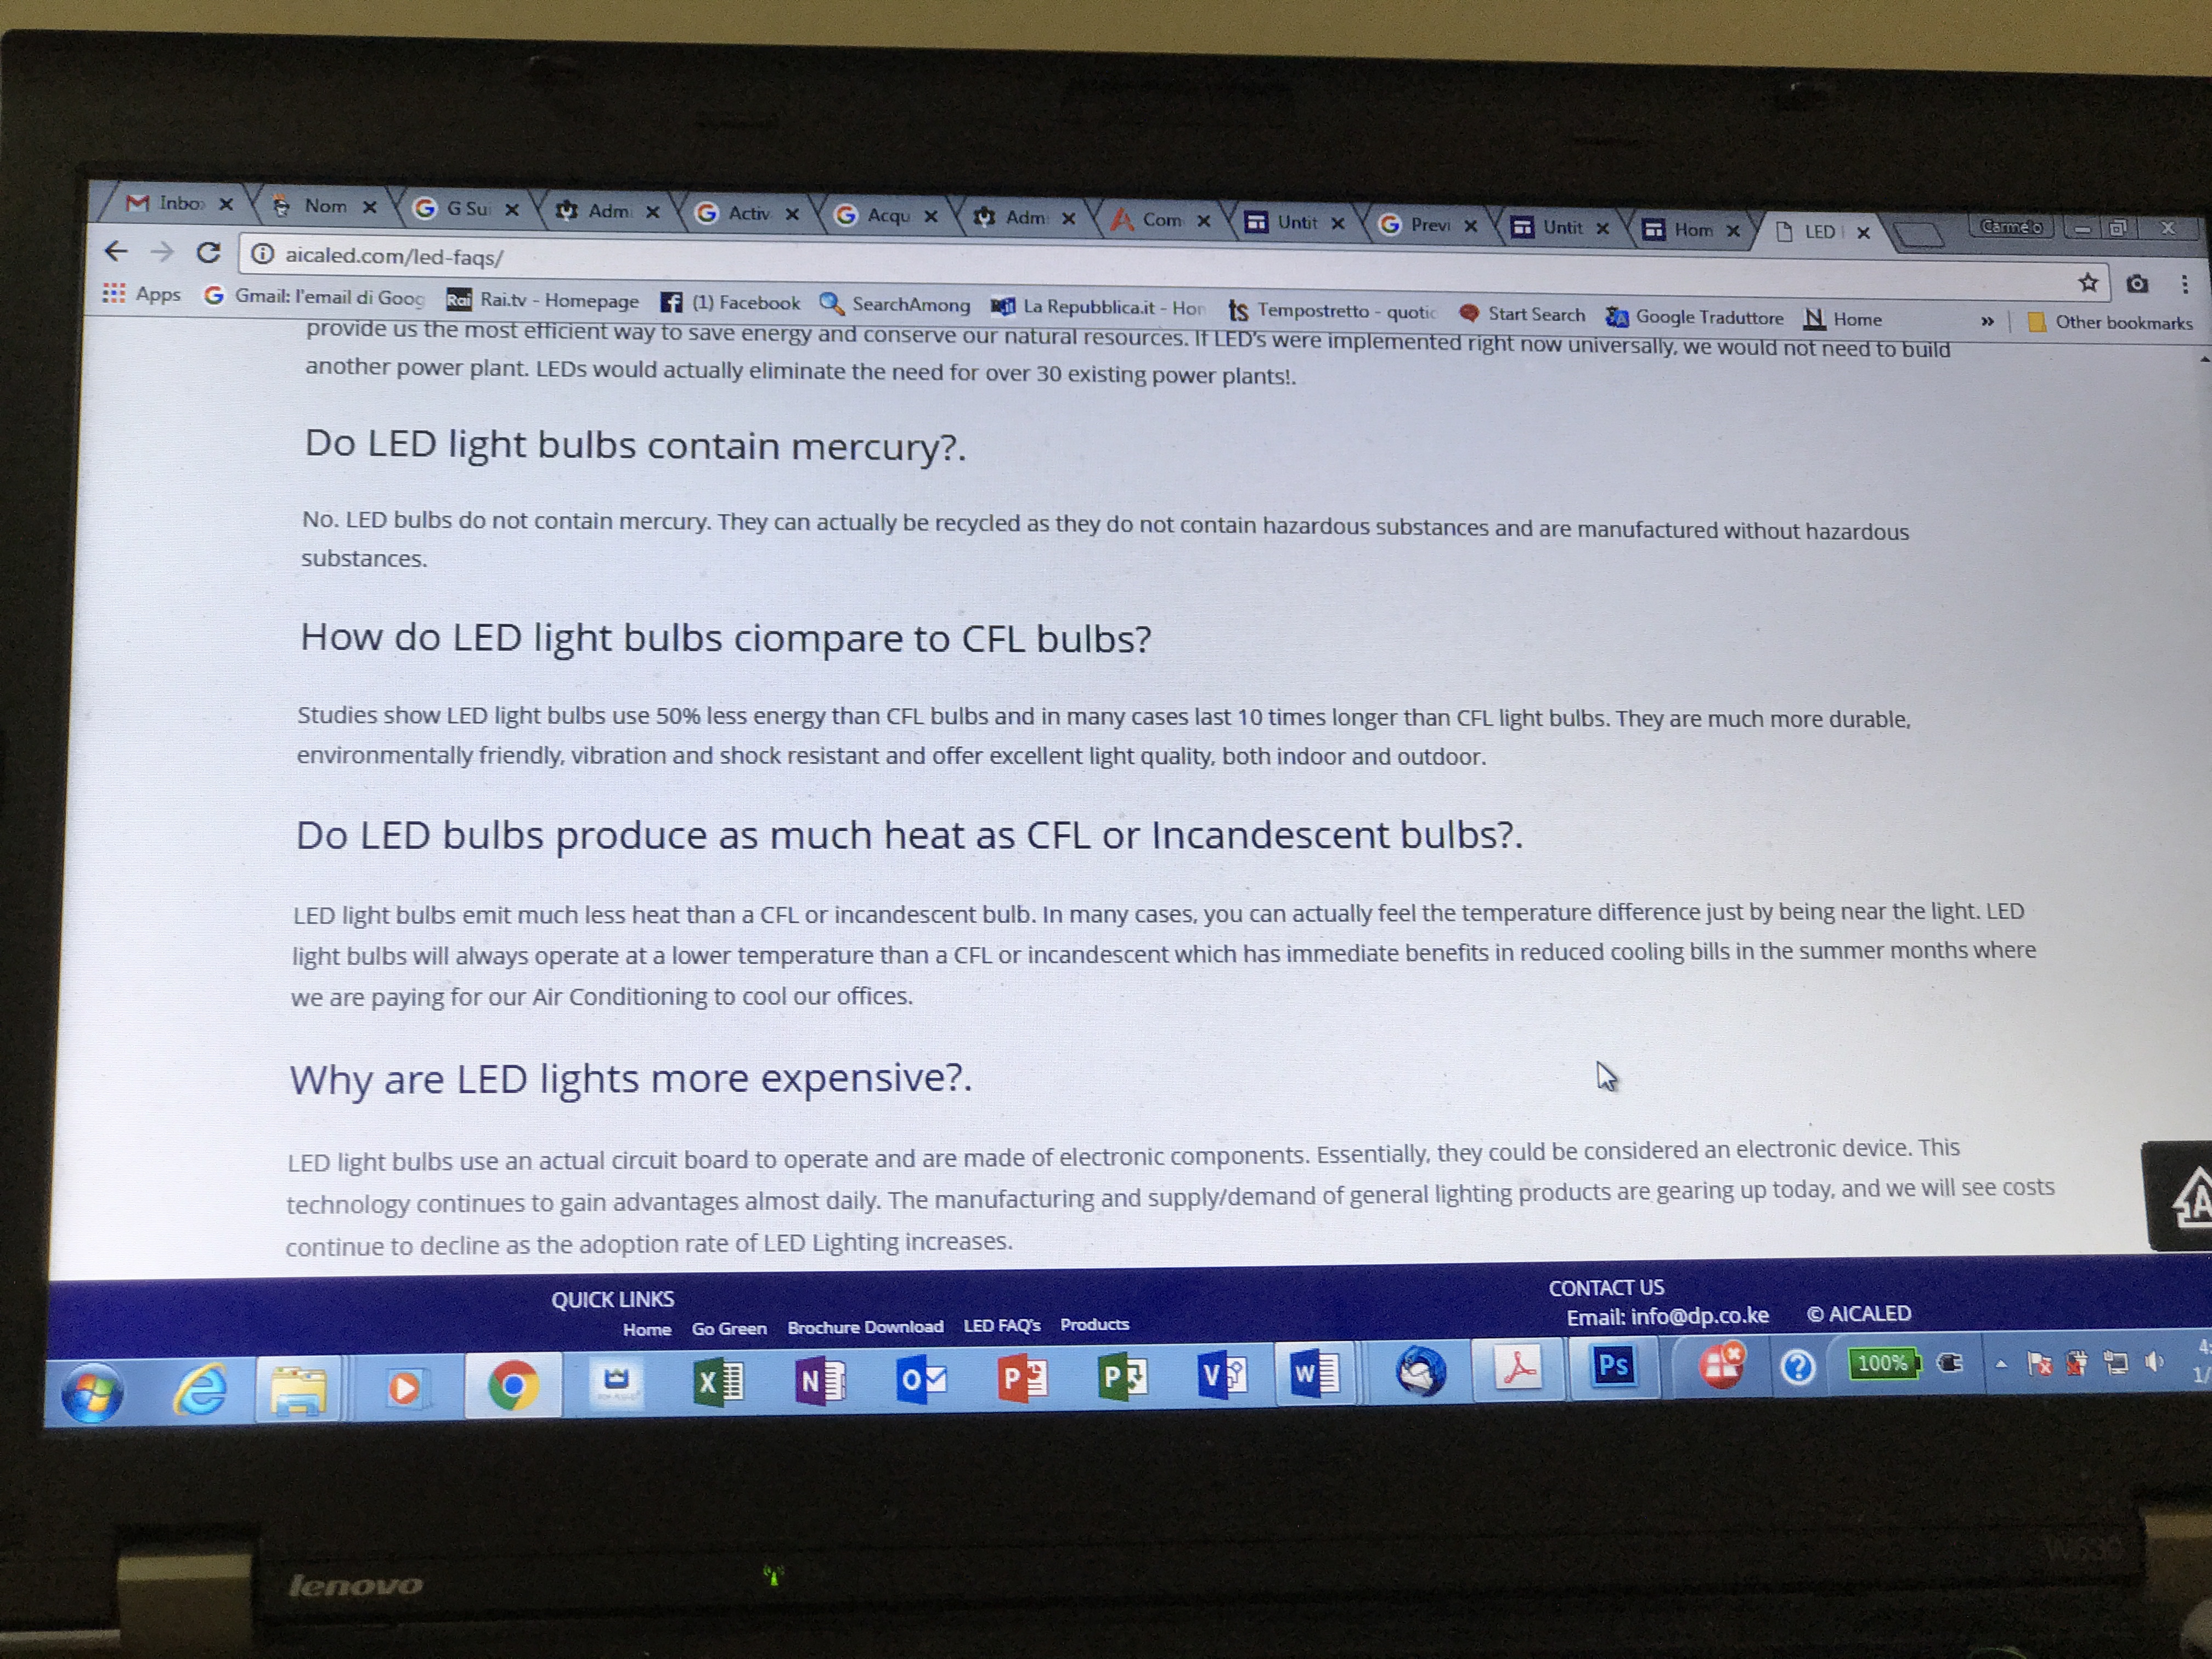 Inbo
Nom
G Su
Adm
Activ
Acqu
Adm
Com
Untit
Previ
Untit
Hom
LED
Carmelo
aicaled.com/led-faqs/
Apps
Gmail: l'email di Goog
Rai Rai.tv - Homepage
(1) Facebook
SearchAmong
La Repubblica.it - Hon
ts Tempostretto - quotic
Start Search
Google Traduttore
N Home
»
Other bookmarks
provide us the most efficient way to save energy and conserve our natural resources. If LED's were implemented right now universally, we would not need to build
another power plant. LEDs would actually eliminate the need for over 30 existing power plants!.
Do LED light bulbs contain mercury?.
No. LED bulbs do not contain mercury. They can actually be recycled as they do not contain hazardous substances and are manufactured without hazardous
substances.
How do LED light bulbs ciompare to CFL bulbs?
Studies show LED light bulbs use 50% less energy than CFL bulbs and in many cases last 10 times longer than CFL light bulbs. They are much more durable,
environmentally friendly, vibration and shock resistant and offer excellent light quality, both indoor and outdoor.
Do LED bulbs produce as much heat as CFL or Incandescent bulbs?.
LED light bulbs emit much less heat than a CFL or incandescent bulb. In many cases, you can actually feel the temperature difference just by being near the light. LED
light bulbs will always operate at a lower temperature than a CFL or incandescent which has immediate benefits in reduced cooling bills in the summer months where
we are paying for our Air Conditioning to cool our offices.
Why are LED lights more expensive?.
LED light bulbs use an actual circuit board to operate and are made of electronic components. Essentially, they could be considered an electronic device. This
technology continues to gain advantages almost daily. The manufacturing and supply/demand of general lighting products are gearing up today, and we will see costs
continue to decline as the adoption rate of LED Lighting increases.
QUICK LINKS
Home Go Green Brochure Download LED FAQ's Products
CONTACT US
Email: info@dp.co.ke © AICALED
100%
4:
1/
lenovo
W530